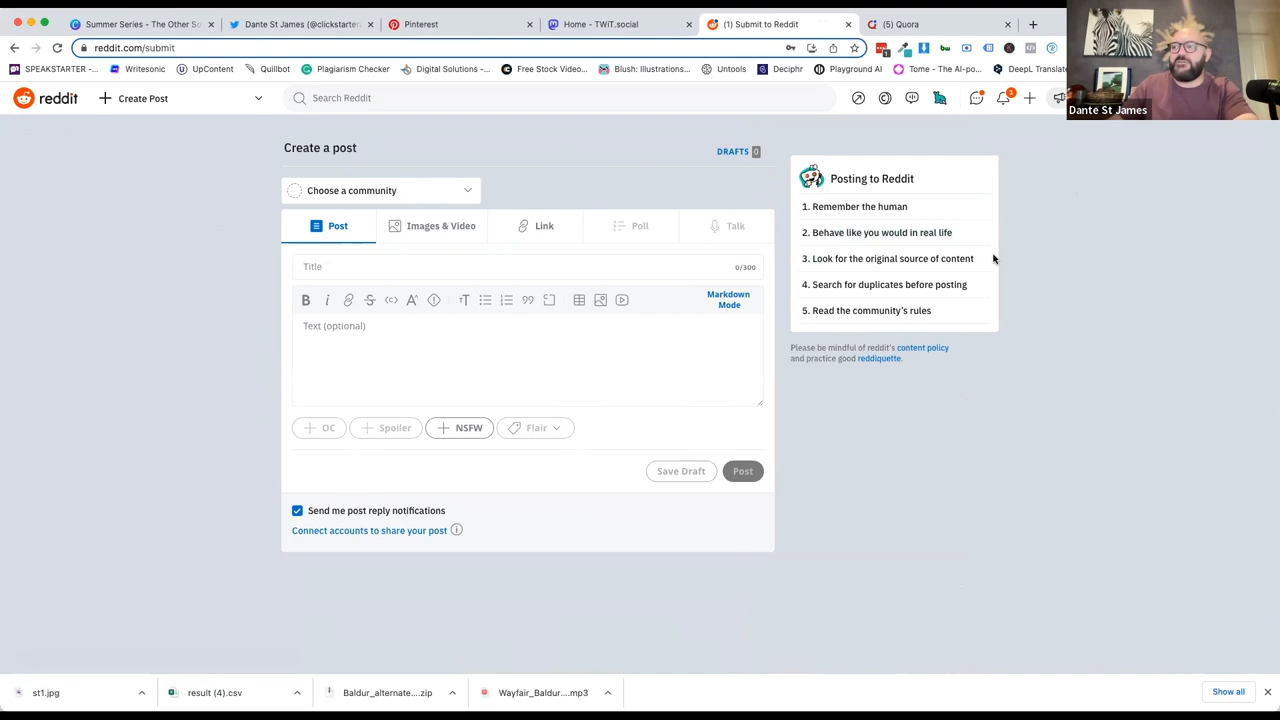 Summer Series - The Other So
Dante St James (@clickstarter
Pinterest
Home - TWiT.social
(1) Submit to Reddit
(5) Quora
reddit.com/submit
SPEAKSTARTER -...
Writesonic
UpContent
Quillbot
Plagiarism Checker
Digital Solutions -...
Free Stock Video...
Blush: Illustrations...
Untools
Deciphr
Playground AI
Tome - The AI-po...
DeepL Translate
Dante St James
reddit
Create Post
Search Reddit
1
Create a post
DRAFTS 0
Choose a community
Post
Images & Video
Link
Poll
Talk
Title
0/300
B i
Markdown Mode
Text (optional)
OC
Spoiler
NSFW
Flair
Save Draft
Post
Send me post reply notifications
Connect accounts to share your post
Posting to Reddit
1. Remember the human
2. Behave like you would in real life
3. Look for the original source of content
4. Search for duplicates before posting
5. Read the community's rules
Please be mindful of reddit's content policy
and practice good reddiquette.
st1.jpg
result (4).csv
Baldur_alternate....zip
Wayfair_Baldur....mp3
Show all